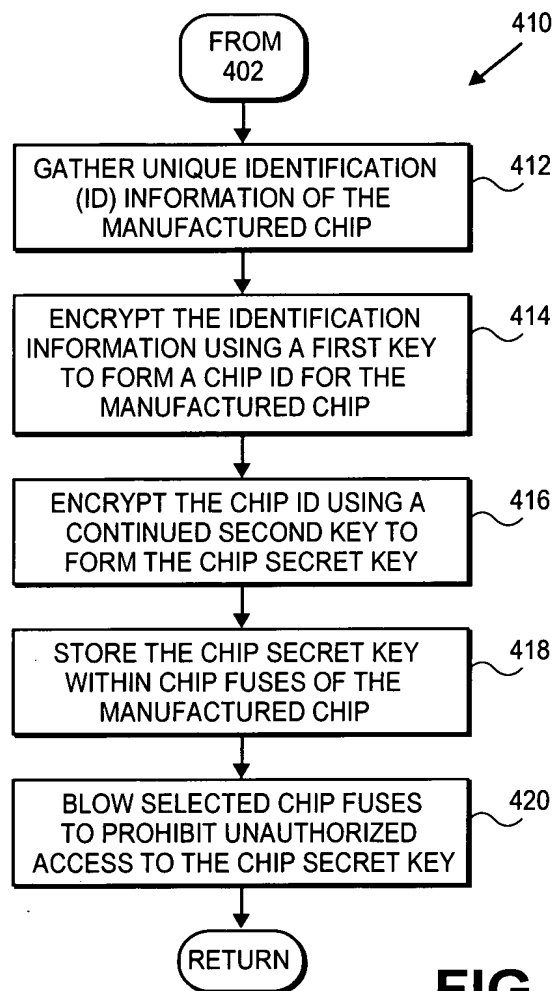 FROM
402
410
GATHER UNIQUE IDENTIFICATION
(ID) INFORMATION OF THE
MANUFACTURED CHIP
412
ENCRYPT THE IDENTIFICATION
INFORMATION USING A FIRST KEY
TO FORM A CHIP ID FOR THE
MANUFACTURED CHIP
414
ENCRYPT THE CHIP ID USING A
CONTINUED SECOND KEY TO
FORM THE CHIP SECRET KEY
416
STORE THE CHIP SECRET KEY
WITHIN CHIP FUSES OF THE
MANUFACTURED CHIP
418
BLOW SELECTED CHIP FUSES
TO PROHIBIT UNAUTHORIZED
ACCESS TO THE CHIP SECRET KEY
420
RETURN
FIG